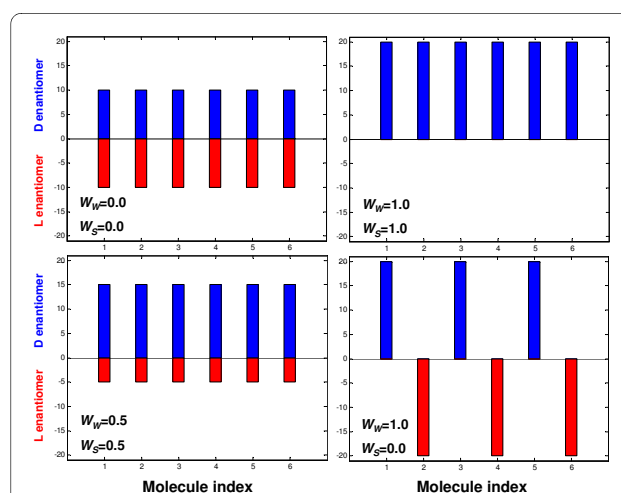 20
15
10
5
0
-5
-10
-15
-20
D enantiomer
L enantiomer
W_W=0.0
W_S=0.0
1 2 3 4 5 6
20
15
10
5
0
-5
-10
-15
-20
W_W=1.0
W_S=1.0
1 2 3 4 5 6
20
15
10
5
0
-5
-10
-15
-20
D enantiomer
L enantiomer
W_W=0.5
W_S=0.5
1 2 3 4 5 6
Molecule index
20
15
10
5
0
-5
-10
-15
-20
W_W=1.0
W_S=0.0
1 2 3 4 5 6
Molecule index